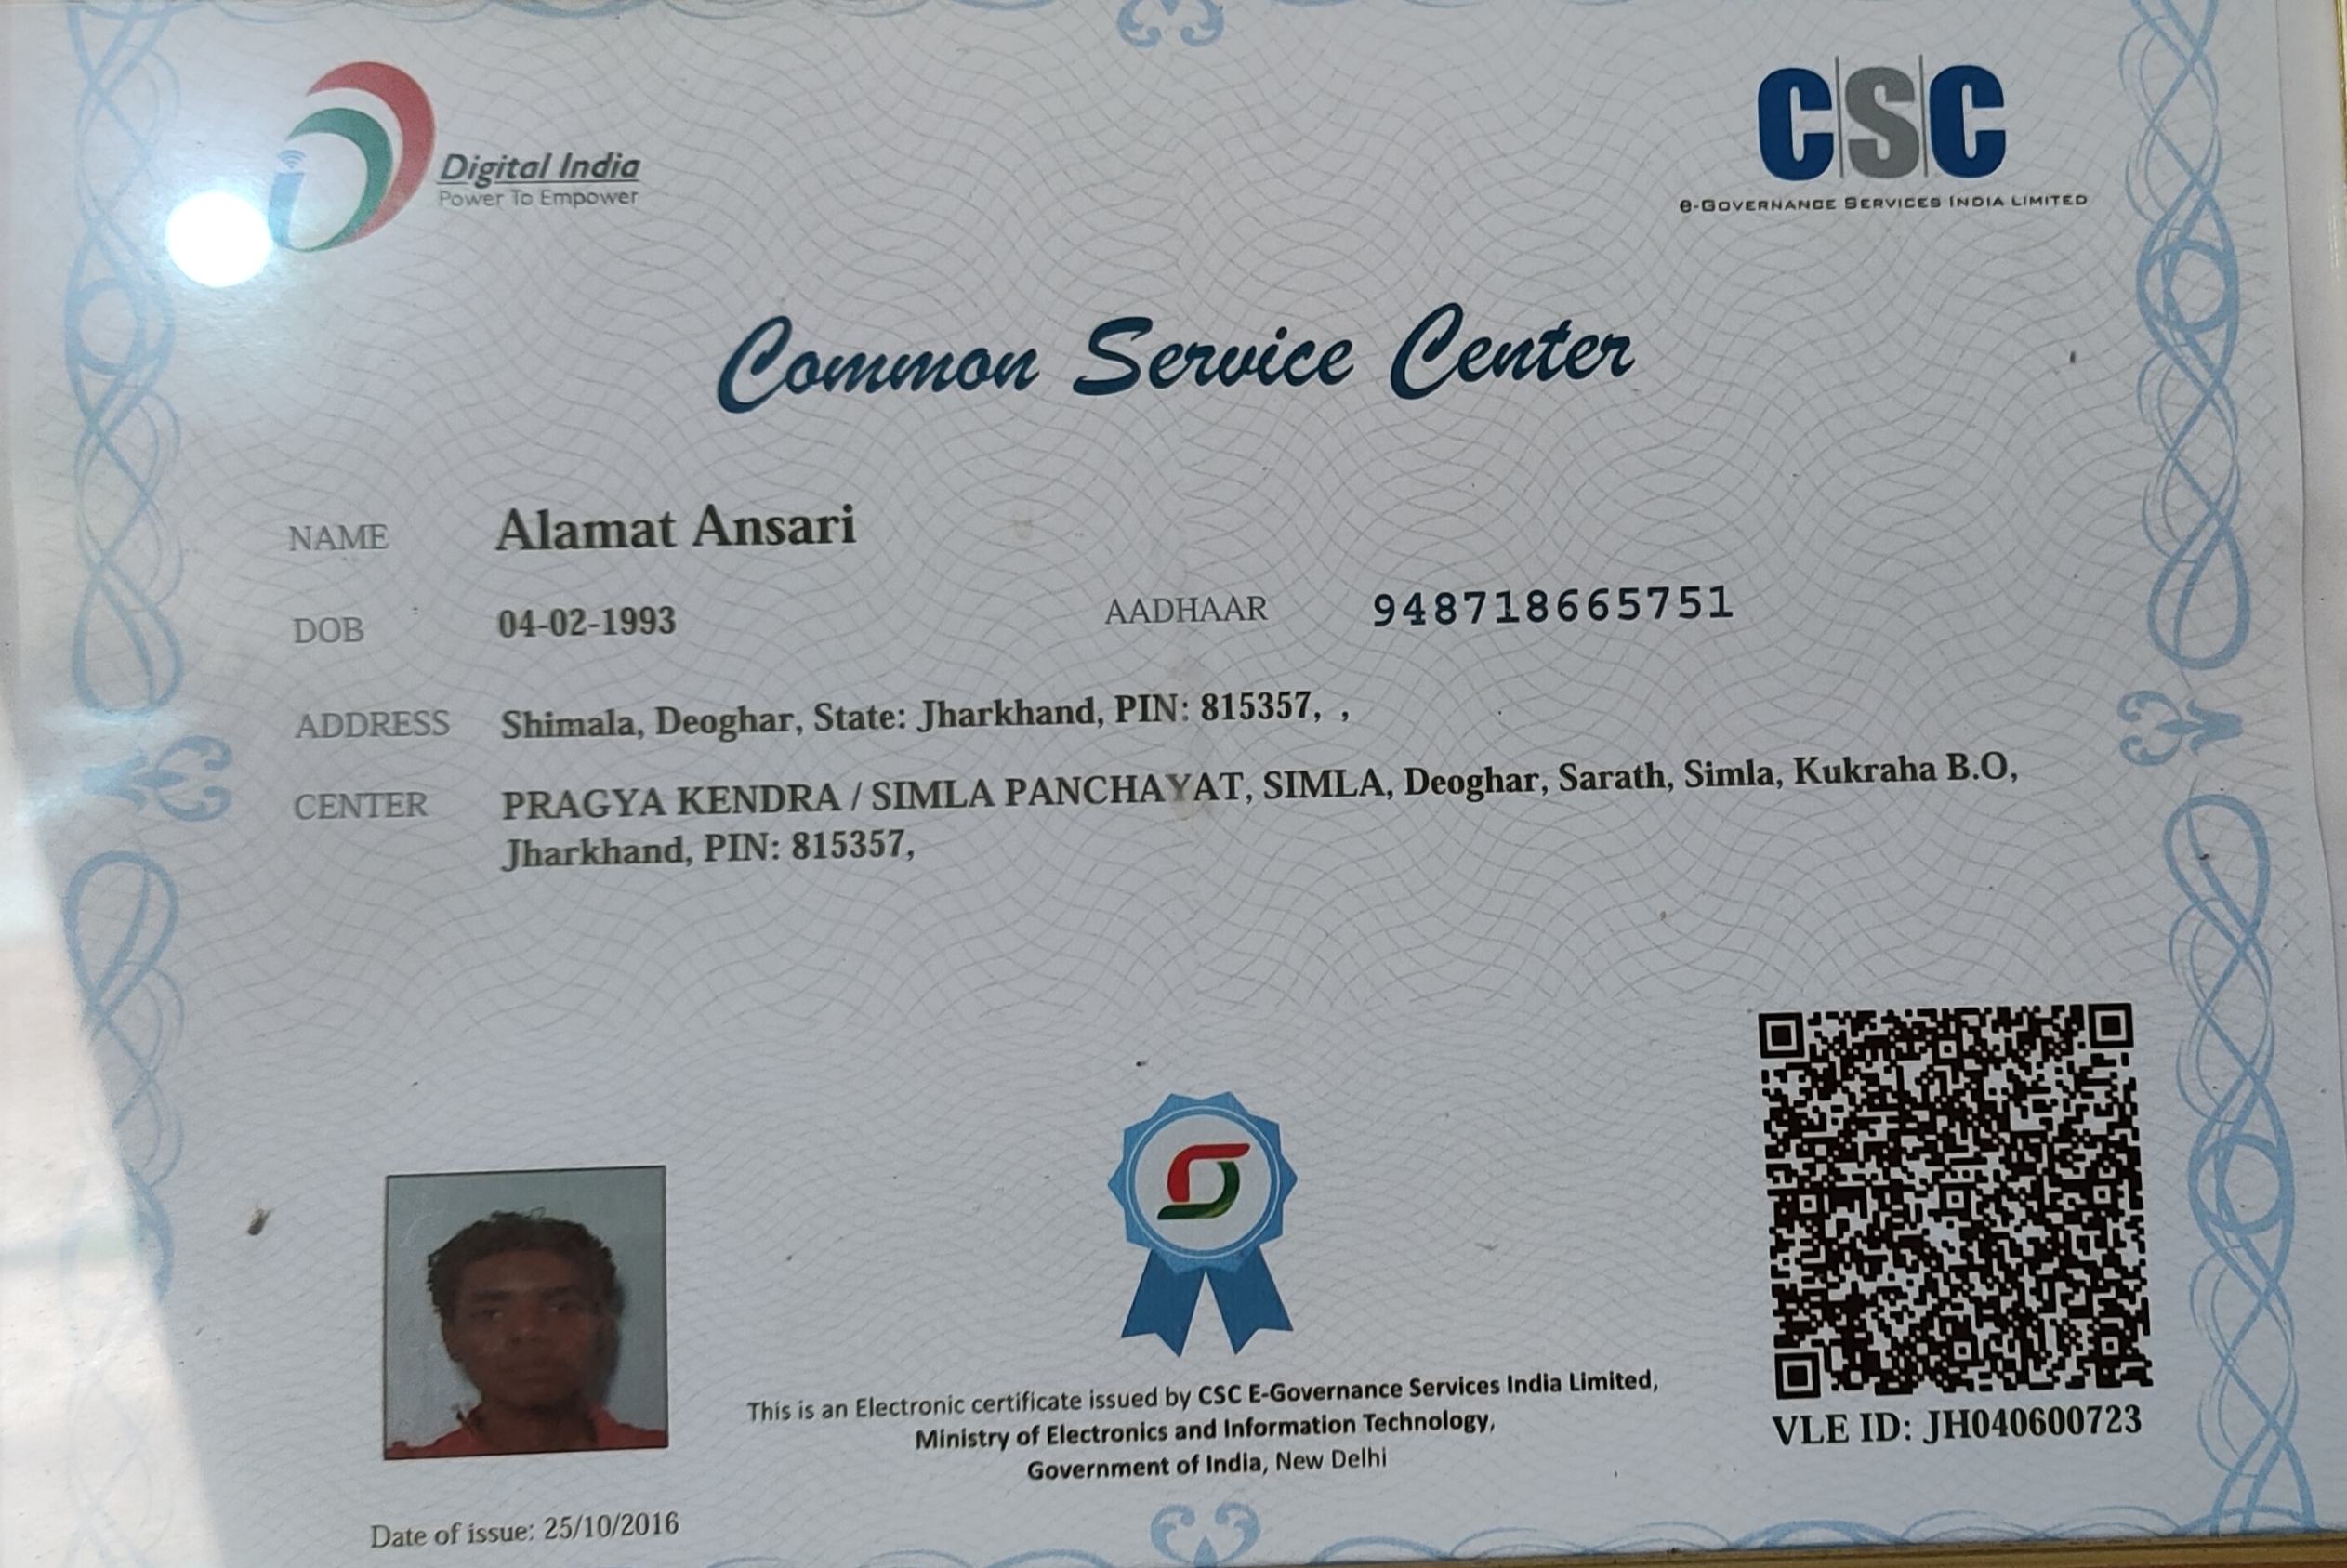 Digital India
Power To Empower
CSC
e-Governance Services India Limited
Common Service Center
NAME Alamat Ansari
DOB 04-02-1993 AADHAAR 948718665751
ADDRESS Shimala, Deoghar, State: Jharkhand, PIN: 815357, ,
CENTER PRAGYA KENDRA / SIMLA PANCHAYAT, SIMLA, Deoghar, Sarath, Simla, Kukraha B.O,
Jharkhand, PIN: 815357,
This is an Electronic certificate issued by CSC E-Governance Services India Limited,
Ministry of Electronics and Information Technology,
Government of India, New Delhi
VLE ID: JH040600723
Date of issue: 25/10/2016